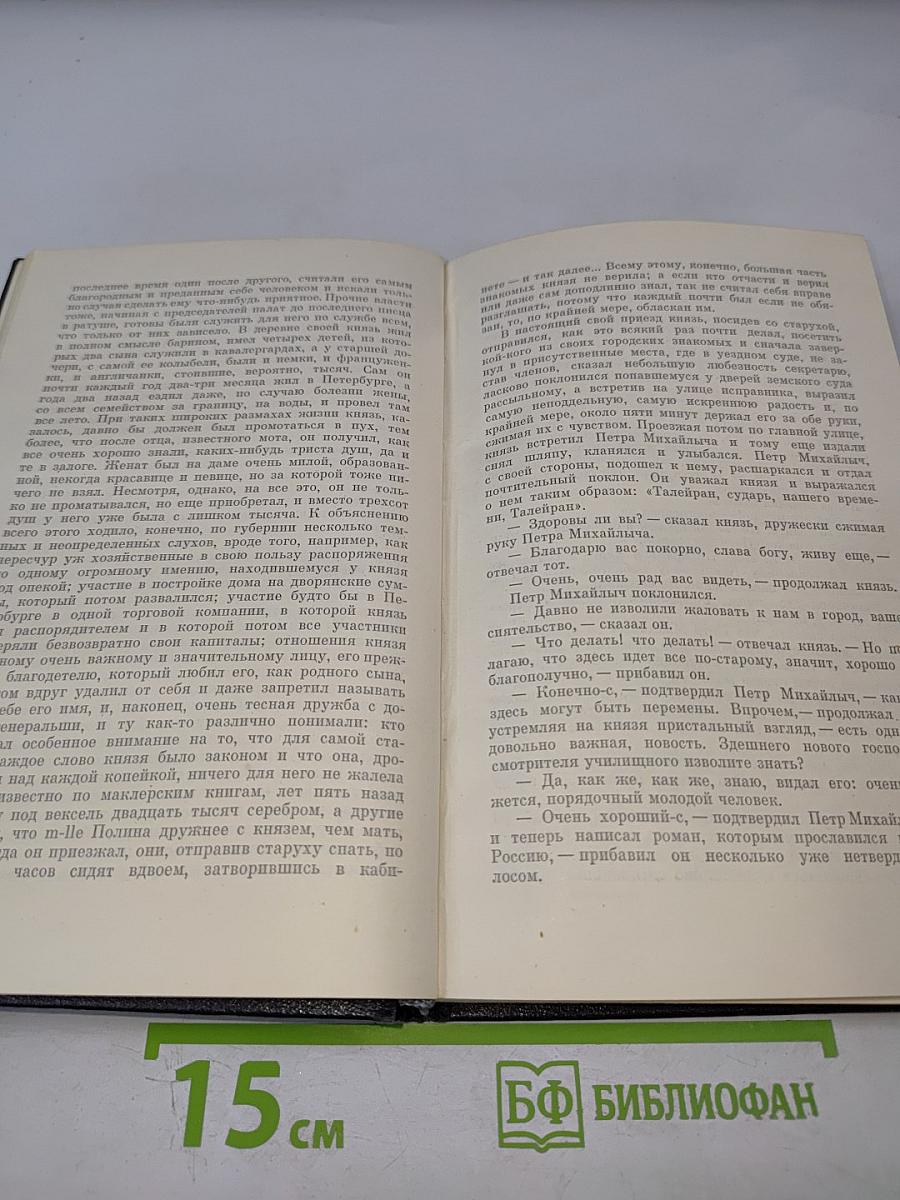 последнее время один после другого, считали его самым
благородным и преданным себе человеком и искали толь-
ко случая сделать ему что-нибудь приятное. Прочие власти
тоже, начиная с председателей палат до последнего писца
в ратуше, готовы были служить для него по службе всем,
что только от них зависело. В деревне своей князь жил
в полном смысле барином, имел четырех детей, из кото-
рых два сына служили в кавалергардах, а у старшей до-
чери, с самой ее колыбели, были и немки, и француженки,
ки, и англичанки, стоившие, вероятно, тысяч. Сам он
почти каждый год два-три месяца жил в Петербурге, а
года два назад ездил даже, по случаю болезни жены,
со всем семейством за границу, на воды, и провел там
все лето. При таких широких размахах жизни князь, ка-
залось, давно бы должен был промотаться в пух, тем
более, что после отца, известного мота, он получил, как
все очень хорошо знали, каких-нибудь триста душ, да и
те в залоге. Женат был на даме очень милой, образован-
ной, некогда красавице и певице, но за которой тоже ни-
чего не взял. Несмотря, однако, на все это, он не толь-
ко не проматывался, но еще приобретал, и вместо трехсот
душ у него уже была с лишком тысяча. К объяснению
всего этого ходило, конечно, по губернии несколько тем-
ных и неопределенных слухов, вроде того, например, как
пересчур уж хозяйственные в свою пользу распоряжения
о одному огромному имению, находившемуся у князя
од опекой; участие в постройке дома на дворянские сум-
ы, который потом развалился; участие будто бы в Пе-
бурге в одной торговой компании, в которой князь
л распорядителем и в которой потом все участники
еряли безвозвратно свои капиталы; отношения князя
ному очень важному и значительному лицу, его преж-
благодетелю, который любил его, как родного сына,
ом вдруг удалил от себя и даже запретил называть
ебе его имя, и, наконец, очень тесная дружба с до-
енеральши, и ту как-то различно понимали: кто
ал особенное внимание на то, что для самой ста-
аждое слово князя было законом и что она, дро-
над каждой копейкой, ничего для него не жалела
известно по маклерским книгам, лет пять назад
у под вексель двадцать тысяч серебром, а другие
, что m-lle Полина дружнее с князем, чем мать,
да он приезжал, они, отправив старуху спать, по
часов сидят вдвоем, затворившись в каби-
нете — и так далее... Всему этому, конечно, большая часть
знакомых князя не верила; а если кто отчасти и верил
или даже сам доподлинно знал, так не считал себя вправе
разглашать, потому что каждый почти был если не обя-
зан, то, по крайней мере, обласкан им.
В настоящий свой приезд князь, посидев со старухой,
отправился, как это всякий раз почти делал, посетить
кой-кого из своих городских знакомых и сначала завер-
нул в присутственные места, где в уездном суде, не за-
став членов, сказал небольшую любезность секретарю,
ласково поклонился попавшемуся у дверей земского суда
рассыльному, а встретив на улице исправника, выразил
самую неподдельную, самую искреннюю радость и, по
крайней мере, около пяти минут держал его за обе руки,
сжимая их с чувством. Проезжая потом по главной улице,
князь встретил Петра Михайлыча и тому еще издали
снял шляпу, кланялся и улыбался. Петр Михайлыч,
с своей стороны, подошел к нему, расшаркался и отдал
почтительный поклон. Он уважал князя и выражался
о нем таким образом: «Талейран, сударь, нашего време-
ни, Талейран».
— Здоровы ли вы? — сказал князь, дружески сжимая
руку Петра Михайлыча.
— Благодарю вас покорно, слава богу, живу еще, —
отвечал тот.
— Очень, очень рад вас видеть, — продолжал князь.
Петр Михайлыч поклонился.
— Давно не изволили жаловать к нам в город, ваше
сиятельство, — сказал он.
— Что делать! что делать! — отвечал князь. — Но по
лагаю, что здесь идет все по-старому, значит, хорошо
благополучно, — прибавил он.
— Конечно-с, — подтвердил Петр Михайлыч, — как
здесь могут быть перемены. Впрочем, — продолжал
устремляя на князя пристальный взгляд, — есть одн
довольно важная, новость. Здешнего нового госпо
смотрителя училищного изволите знать?
— Да, как же, как же, знаю, видал его: очен
жется, порядочный молодой человек.
— Очень хороший-с, — подтвердил Петр Михай
и теперь написал роман, которым прославился
Россию, — прибавил он несколько уже нетверд
лосом.
15 см
БФ БИБЛИОФАН